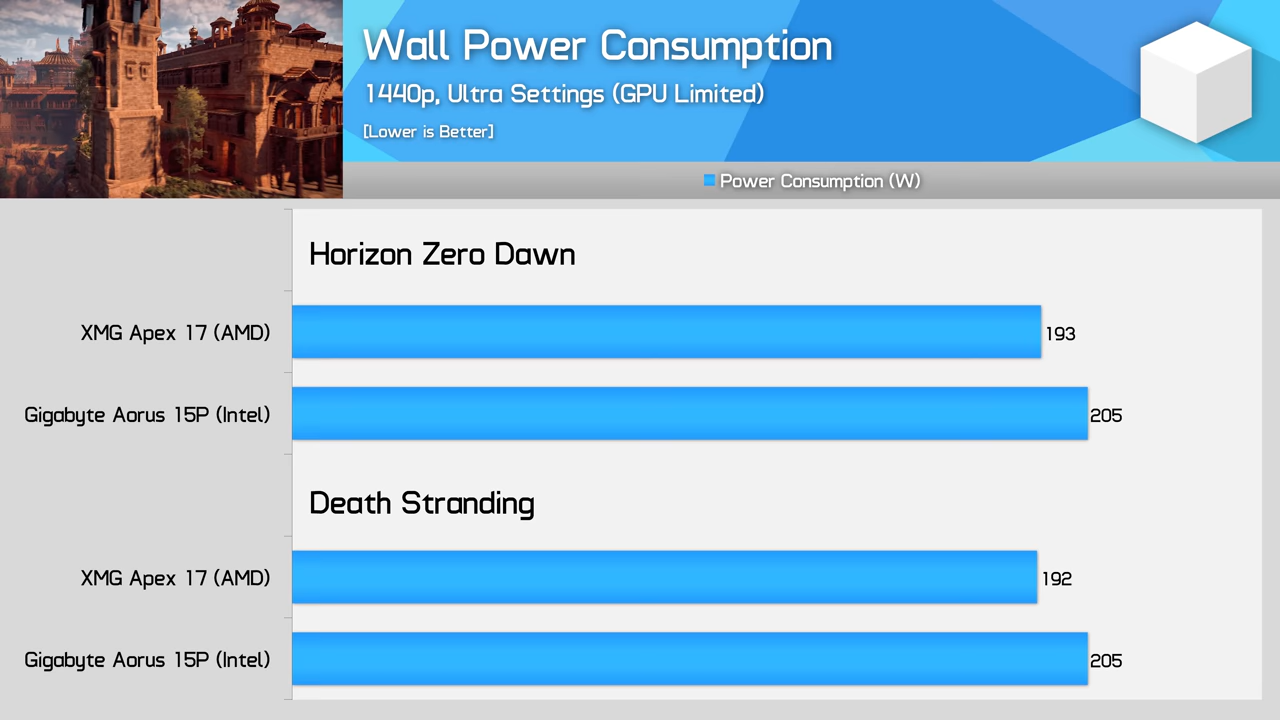 Wall Power Consumption
1440p, Ultra Settings (GPU Limited)
[Lower is Better]
Power Consumption (W)
Horizon Zero Dawn
XMG Apex 17 (AMD)
193
Gigabyte Aorus 15P (Intel)
205
Death Stranding
XMG Apex 17 (AMD)
192
Gigabyte Aorus 15P (Intel)
205